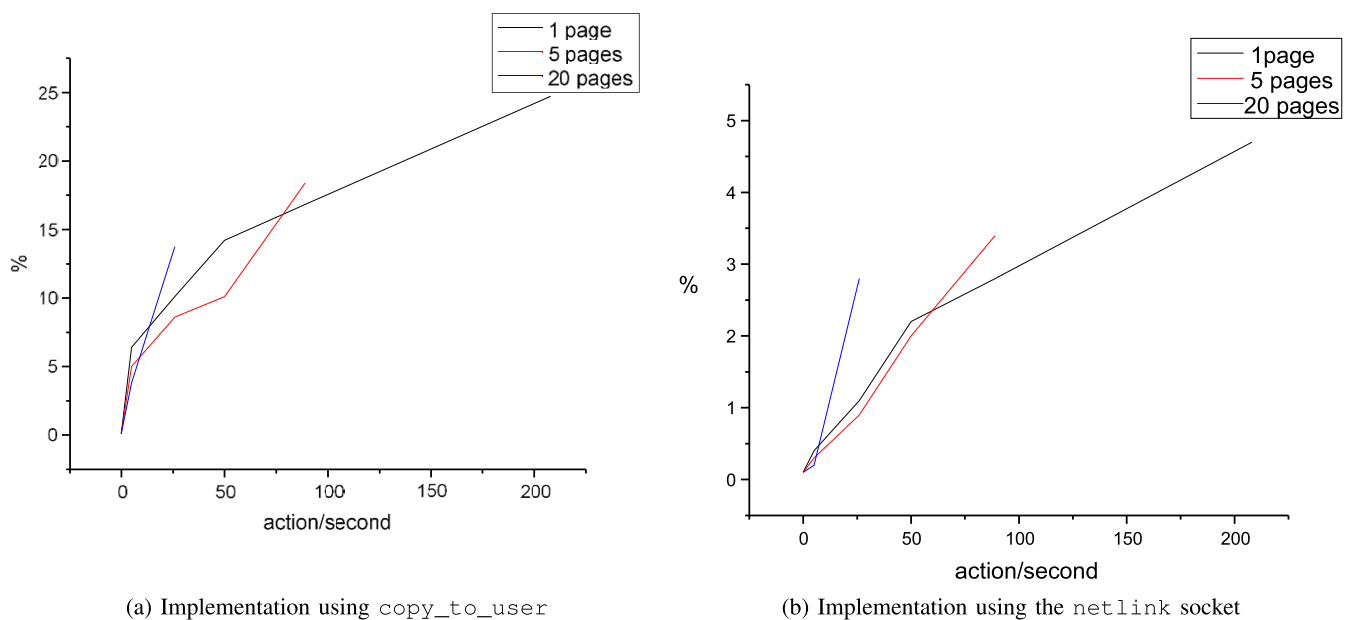 1 page
5 pages
20 pages
25
20
15
10
5
0
%
0 50 100 150 200
action/second
(a) Implementation using copy_to_user
1page
5 pages
20 pages
5
4
3
2
1
0
%
0 50 100 150 200
action/second
(b) Implementation using the netlink socket